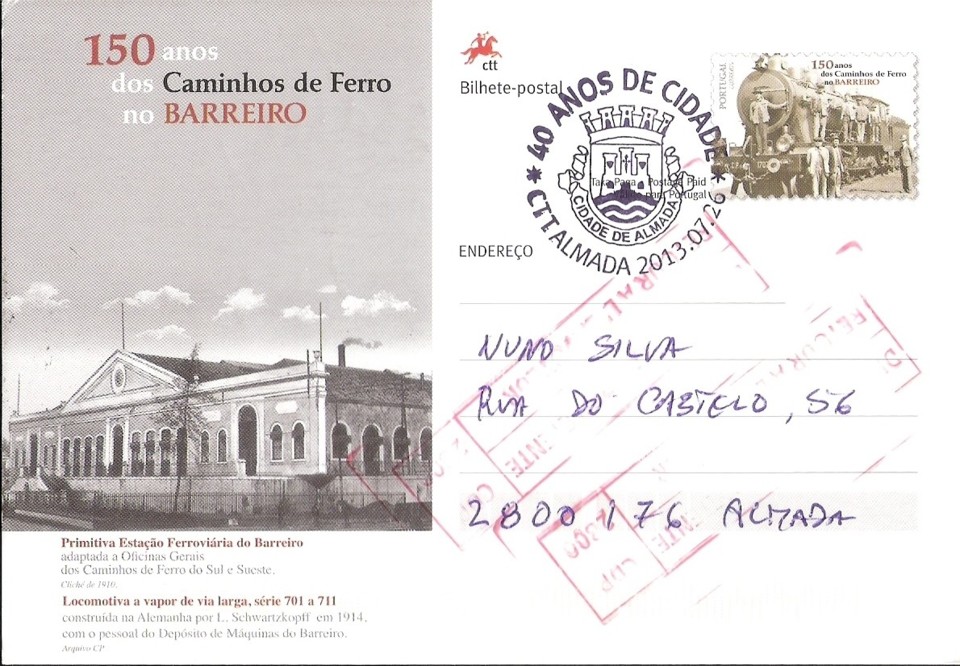 150 anos
dos Caminhos de Ferro
no BARREIRO
Primitiva Estação Ferroviária do Barreiro
adaptada a Oficinas Gerais
dos Caminhos de Ferro do Sul e Sueste.
Cliché de 1910.
Locomotiva a vapor de via larga, série 701 a 711
construída na Alemanha por L. Schwartzkopff em 1914,
com o pessoal do Depósito de Máquinas do Barreiro.
Arquivo CP
ctt
Bilhete-postal
* 40 ANOS DE CIDADE *
CIDADE DE ALMADA
CTT ALMADA 2013.07.26
Taxa Paga Postage Paid
para Portugal
PORTUGAL
150 anos
dos Caminhos de Ferro
no BARREIRO
ENDEREÇO
NUNO SILVA
RUA DO CASTELO, 56
2800 176 ALMADA
CDP